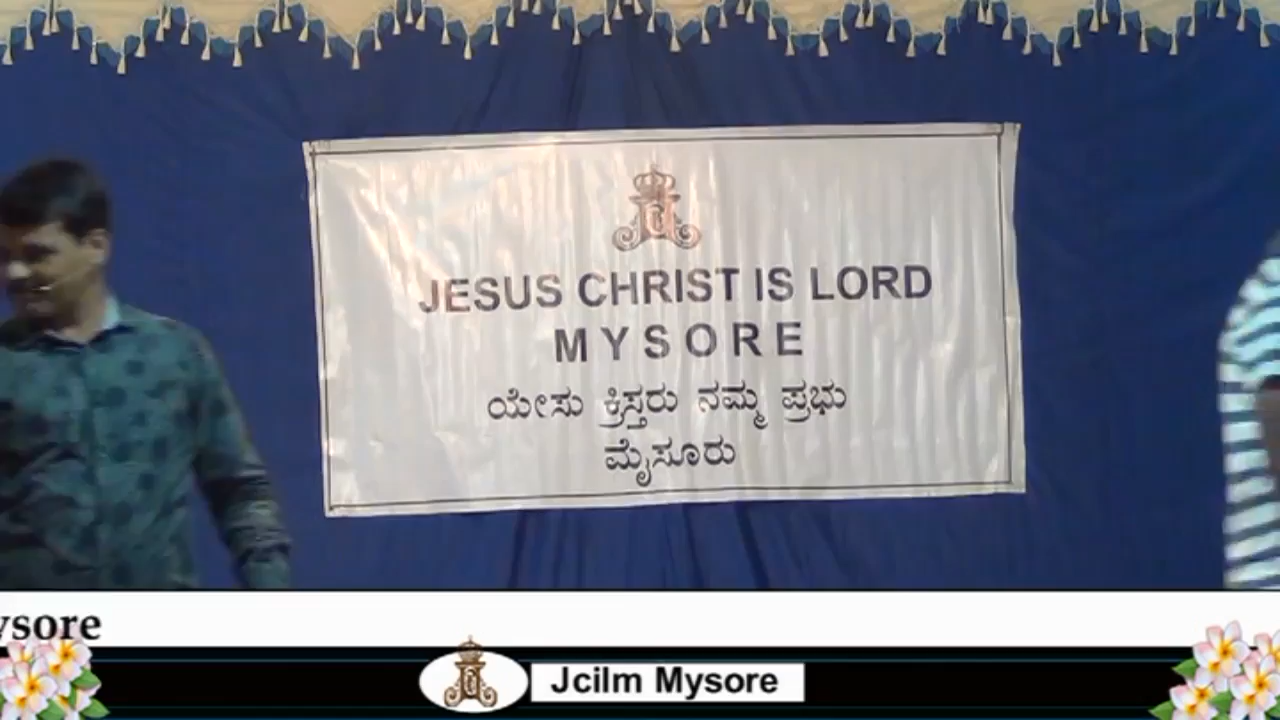 JESUS CHRIST IS LORD
MYSORE
ಯೇಸು ಕ್ರಿಸ್ತರು ನಮ್ಮ ಪ್ರಭು
ಮೈಸೂರು
ysore
Jcilm Mysore